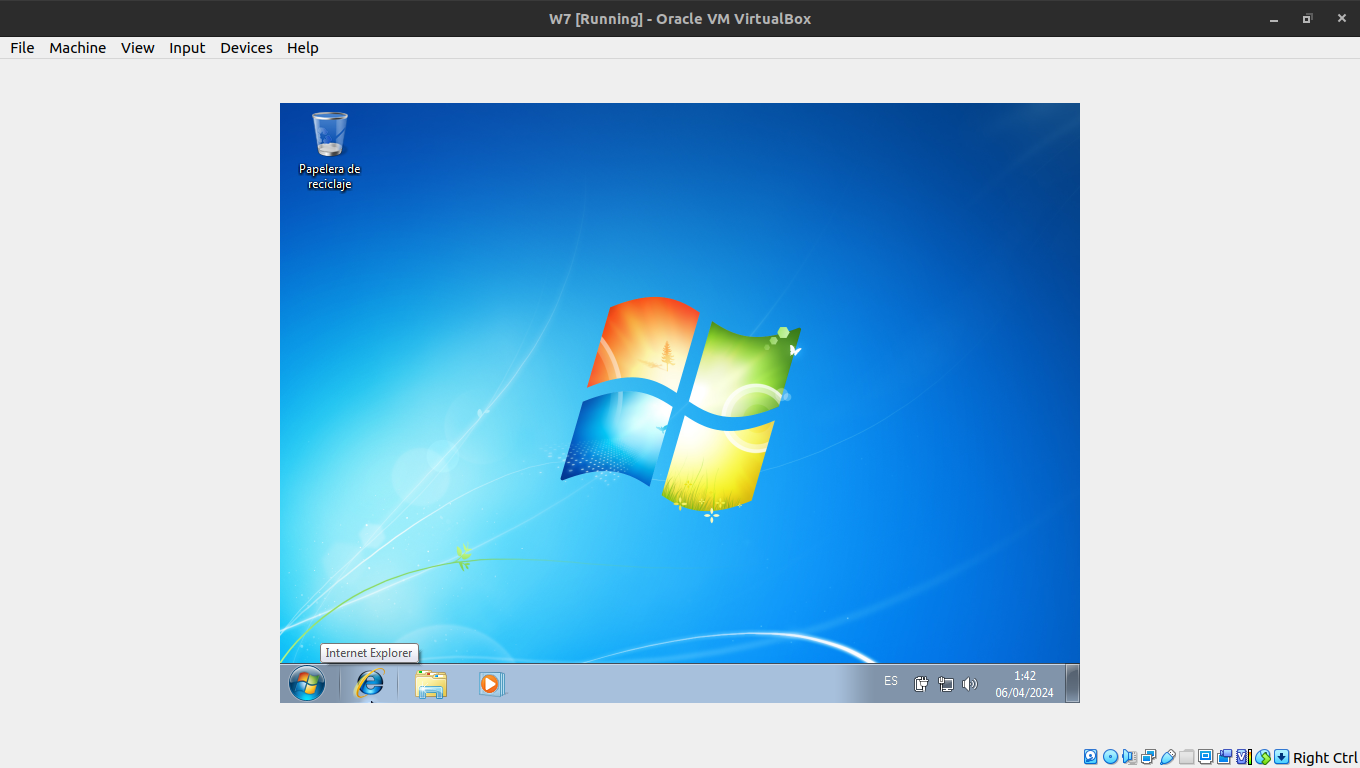 W7 [Running] - Oracle VM VirtualBox
File Machine View Input Devices Help
Papelera de
reciclaje
Internet Explorer
ES
1:42
06/04/2024
Right Ctrl